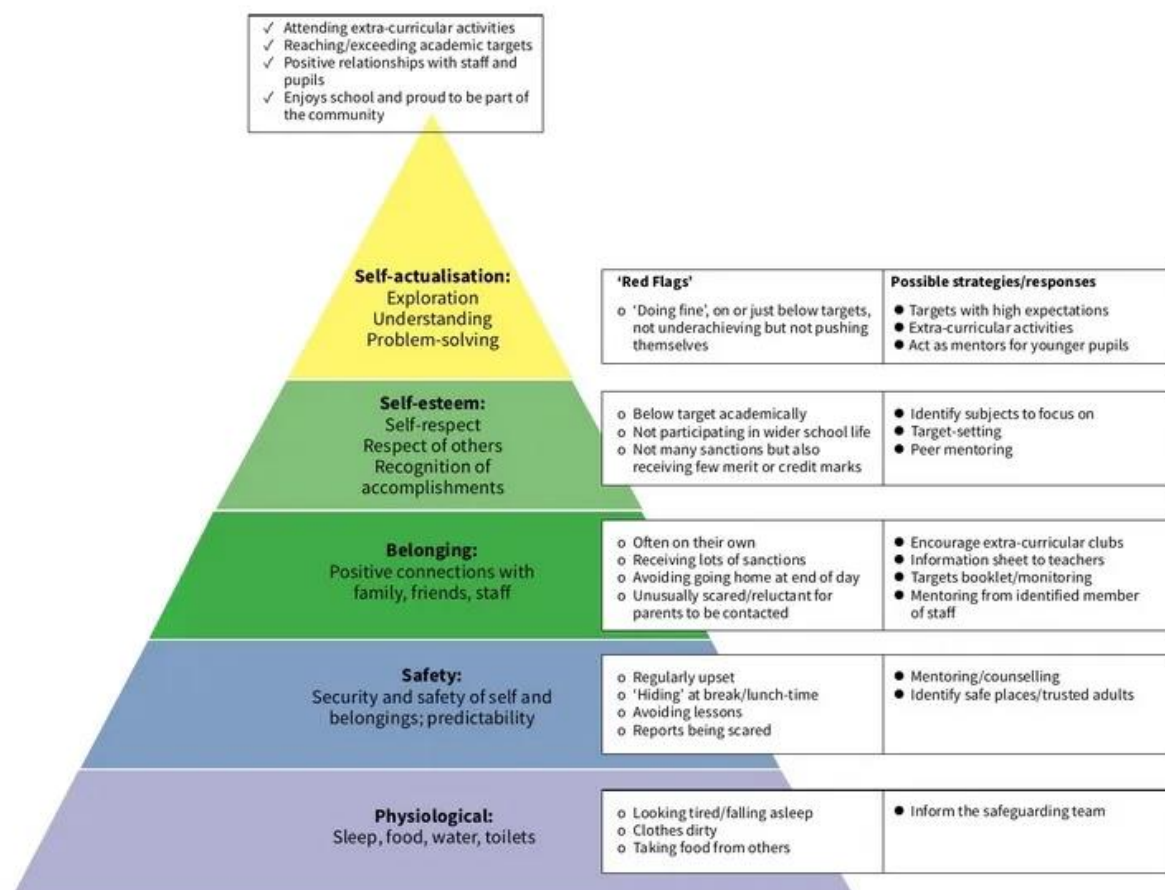 ✓ Attending extra-curricular activities
✓ Reaching/exceeding academic targets
✓ Positive relationships with staff and
pupils
✓ Enjoys school and proud to be part of
the community
Self-actualisation:
Exploration
Understanding
Problem-solving
‘Red Flags’
o ‘Doing fine’, on or just below targets,
not underachieving but not pushing
themselves
Possible strategies/responses
● Targets with high expectations
● Extra-curricular activities
● Act as mentors for younger pupils
Self-esteem:
Self-respect
Respect of others
Recognition of
accomplishments
o Below target academically
o Not participating in wider school life
o Not many sanctions but also
receiving few merit or credit marks
● Identify subjects to focus on
● Target-setting
● Peer mentoring
Belonging:
Positive connections with
family, friends, staff
o Often on their own
o Receiving lots of sanctions
o Avoiding going home at end of day
o Unusually scared/reluctant for
parents to be contacted
● Encourage extra-curricular clubs
● Information sheet to teachers
● Targets booklet/monitoring
● Mentoring from identified member
of staff
Safety:
Security and safety of self and
belongings; predictability
o Regularly upset
o ‘Hiding’ at break/lunch-time
o Avoiding lessons
o Reports being scared
● Mentoring/counselling
● Identify safe places/trusted adults
Physiological:
Sleep, food, water, toilets
o Looking tired/falling asleep
o Clothes dirty
o Taking food from others
● Inform the safeguarding team